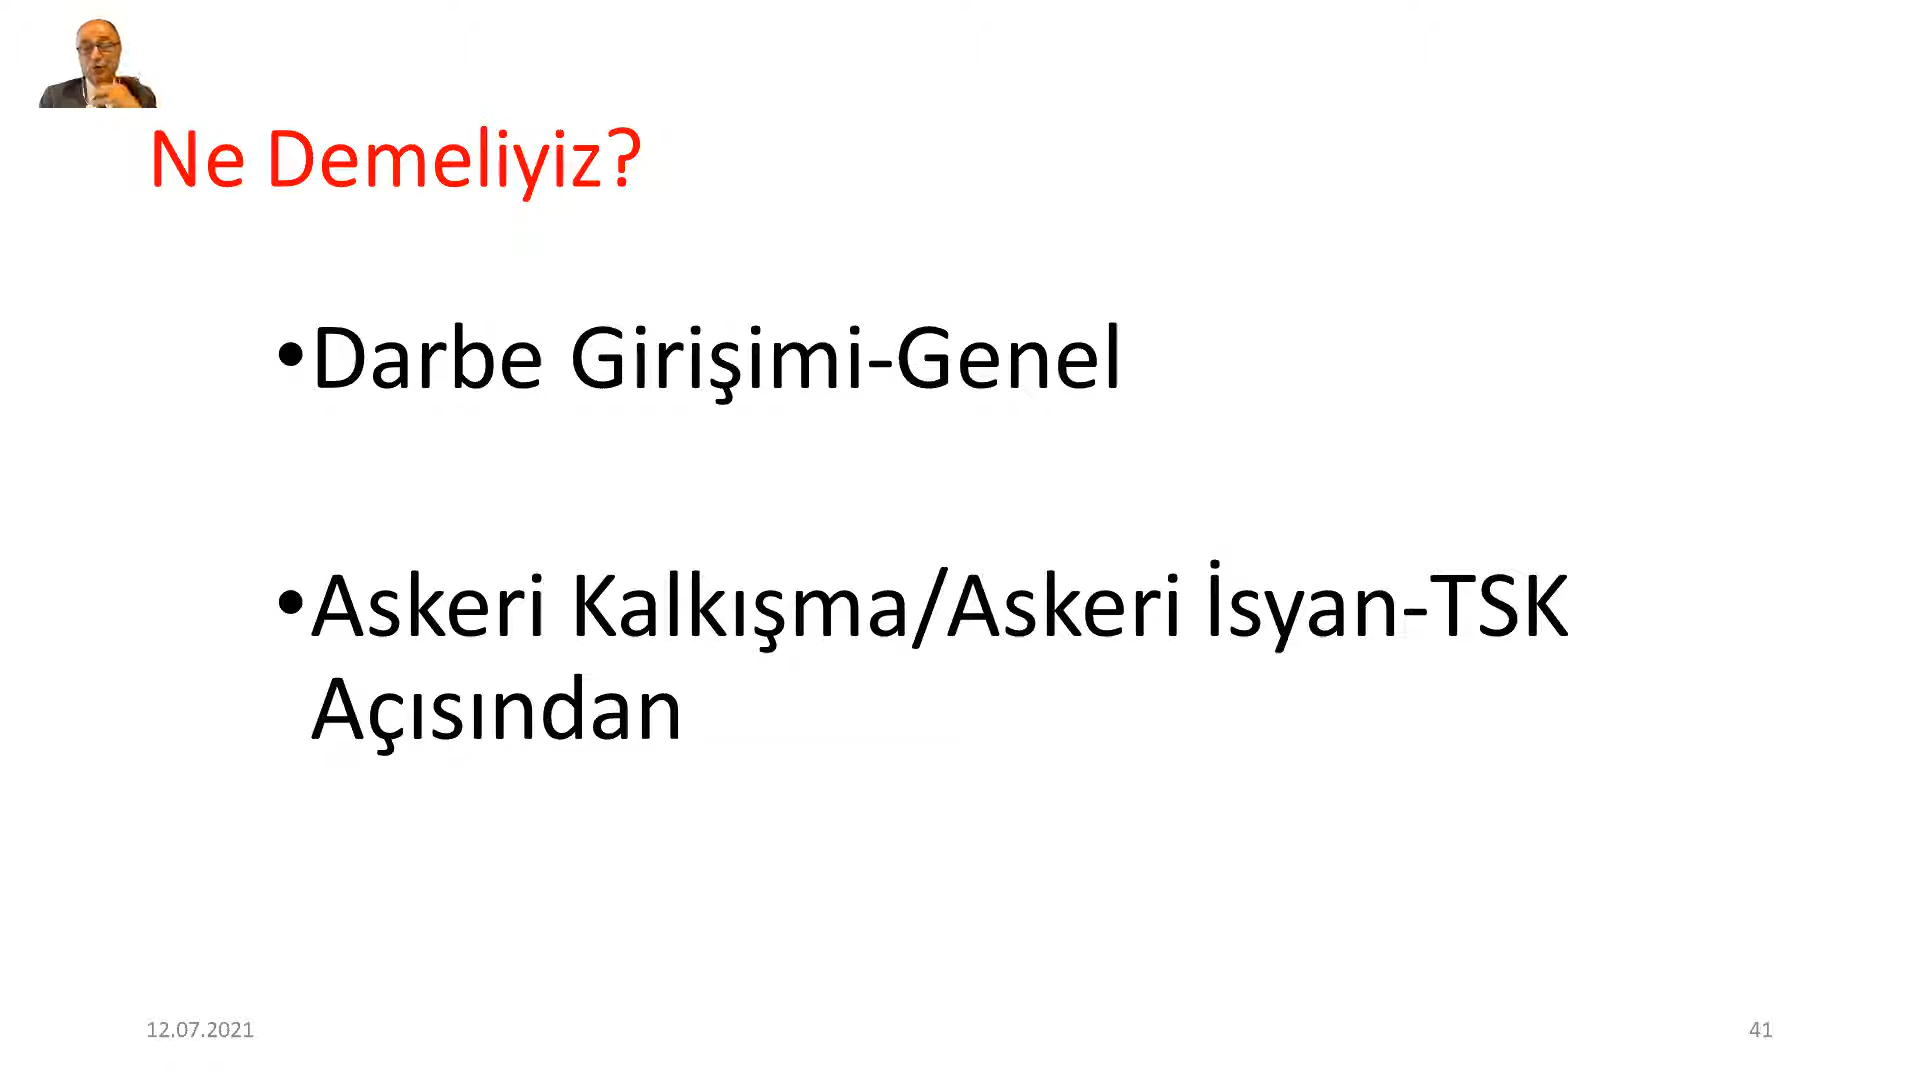 Ne Demeliyiz?
•Darbe Girişimi-Genel
•Askeri Kalkışma/Askeri İsyan-TSK
Açısından
12.07.2021
41